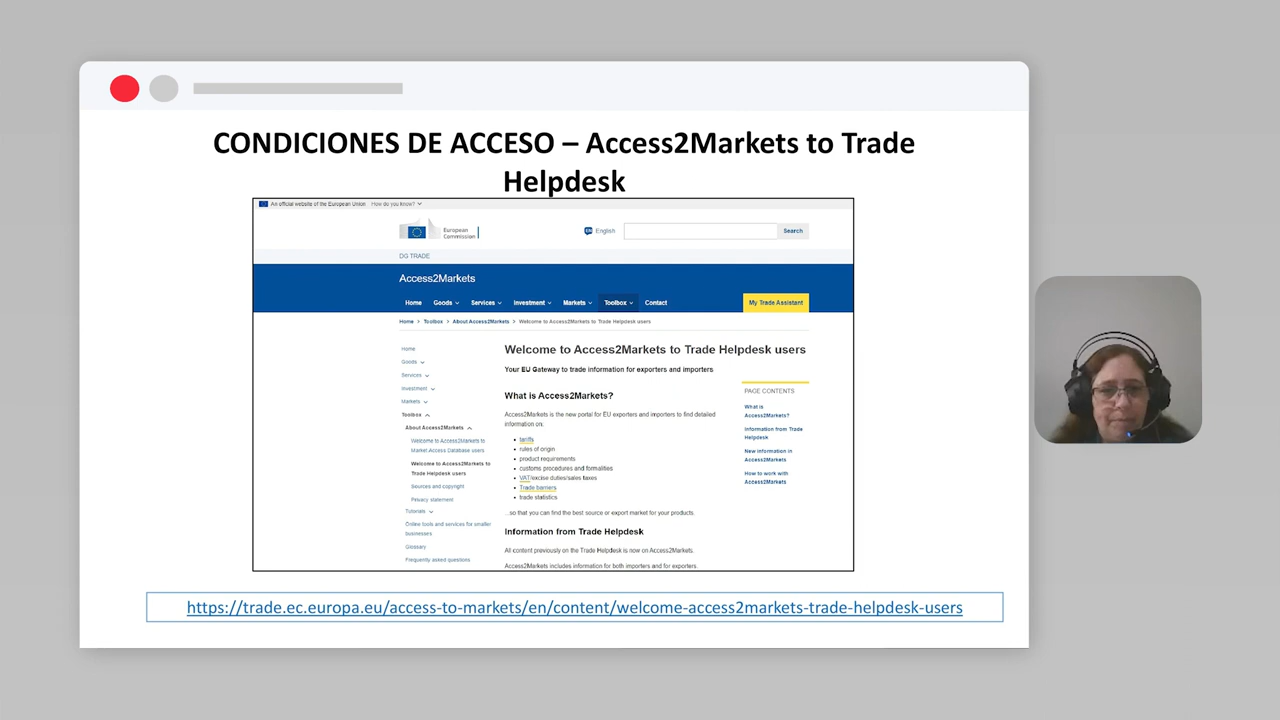 CONDICIONES DE ACCESO – Access2Markets to Trade
Helpdesk
An official website of the European Union How do you know?
European
Commission
English
Search
DG TRADE
Access2Markets
Home Goods Services Investment Markets Toolbox Contact
My Trade Assistant
Home > Toolbox > About Access2Markets > Welcome to Access2Markets to Trade Helpdesk users
Home
Goods
Services
Investment
Markets
Toolbox
About Access2Markets
Welcome to Access2Markets to
Market Access Database users
Welcome to Access2Markets to
Trade Helpdesk users
Sources and copyright
Privacy statement
Tutorials
Online tools and services for smaller
businesses
Glossary
Frequently asked questions
Welcome to Access2Markets to Trade Helpdesk users
Your EU Gateway to trade information for exporters and importers
What is Access2Markets?
Access2Markets is the new portal for EU exporters and importers to find detailed
information on:
• tariffs
• rules of origin
• product requirements
• customs procedures and formalities
• VAT/excise duties/sales taxes
• Trade barriers
• trade statistics
...so that you can find the best source or export market for your products.
Information from Trade Helpdesk
All content previously on the Trade Helpdesk is now on Access2Markets.
Access2Markets includes information for both importers and for exporters.
PAGE CONTENTS
What is
Access2Markets?
Information from Trade
Helpdesk
New Information in
Access2Markets
How to work with
Access2Markets
https://trade.ec.europa.eu/access-to-markets/en/content/welcome-access2markets-trade-helpdesk-users